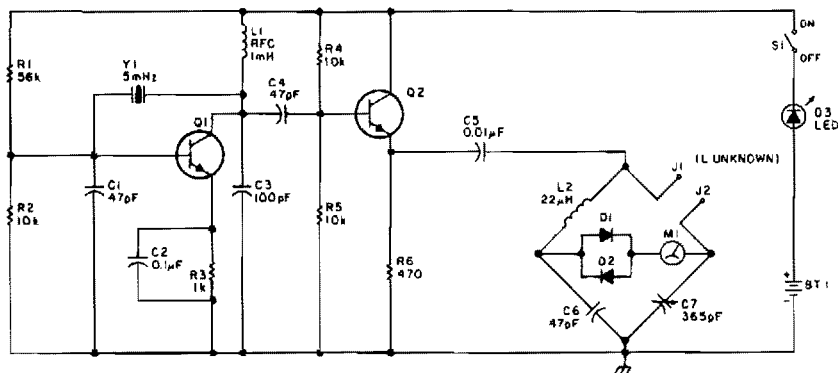 R1
56k
Y1
5mHz
L1
RFC
1mH
C4
47pF
R4
10k
Q1
Q2
C5
0.01µF
ON
S1
OFF
D3
LED
J1
(L UNKNOWN)
J2
L2
22µH
D1
D2
M1
R2
10k
C1
47pF
C2
0.1µF
R3
1k
C3
100pF
R5
10k
R6
470
C6
47pF
C7
365pF
+
BT1
-